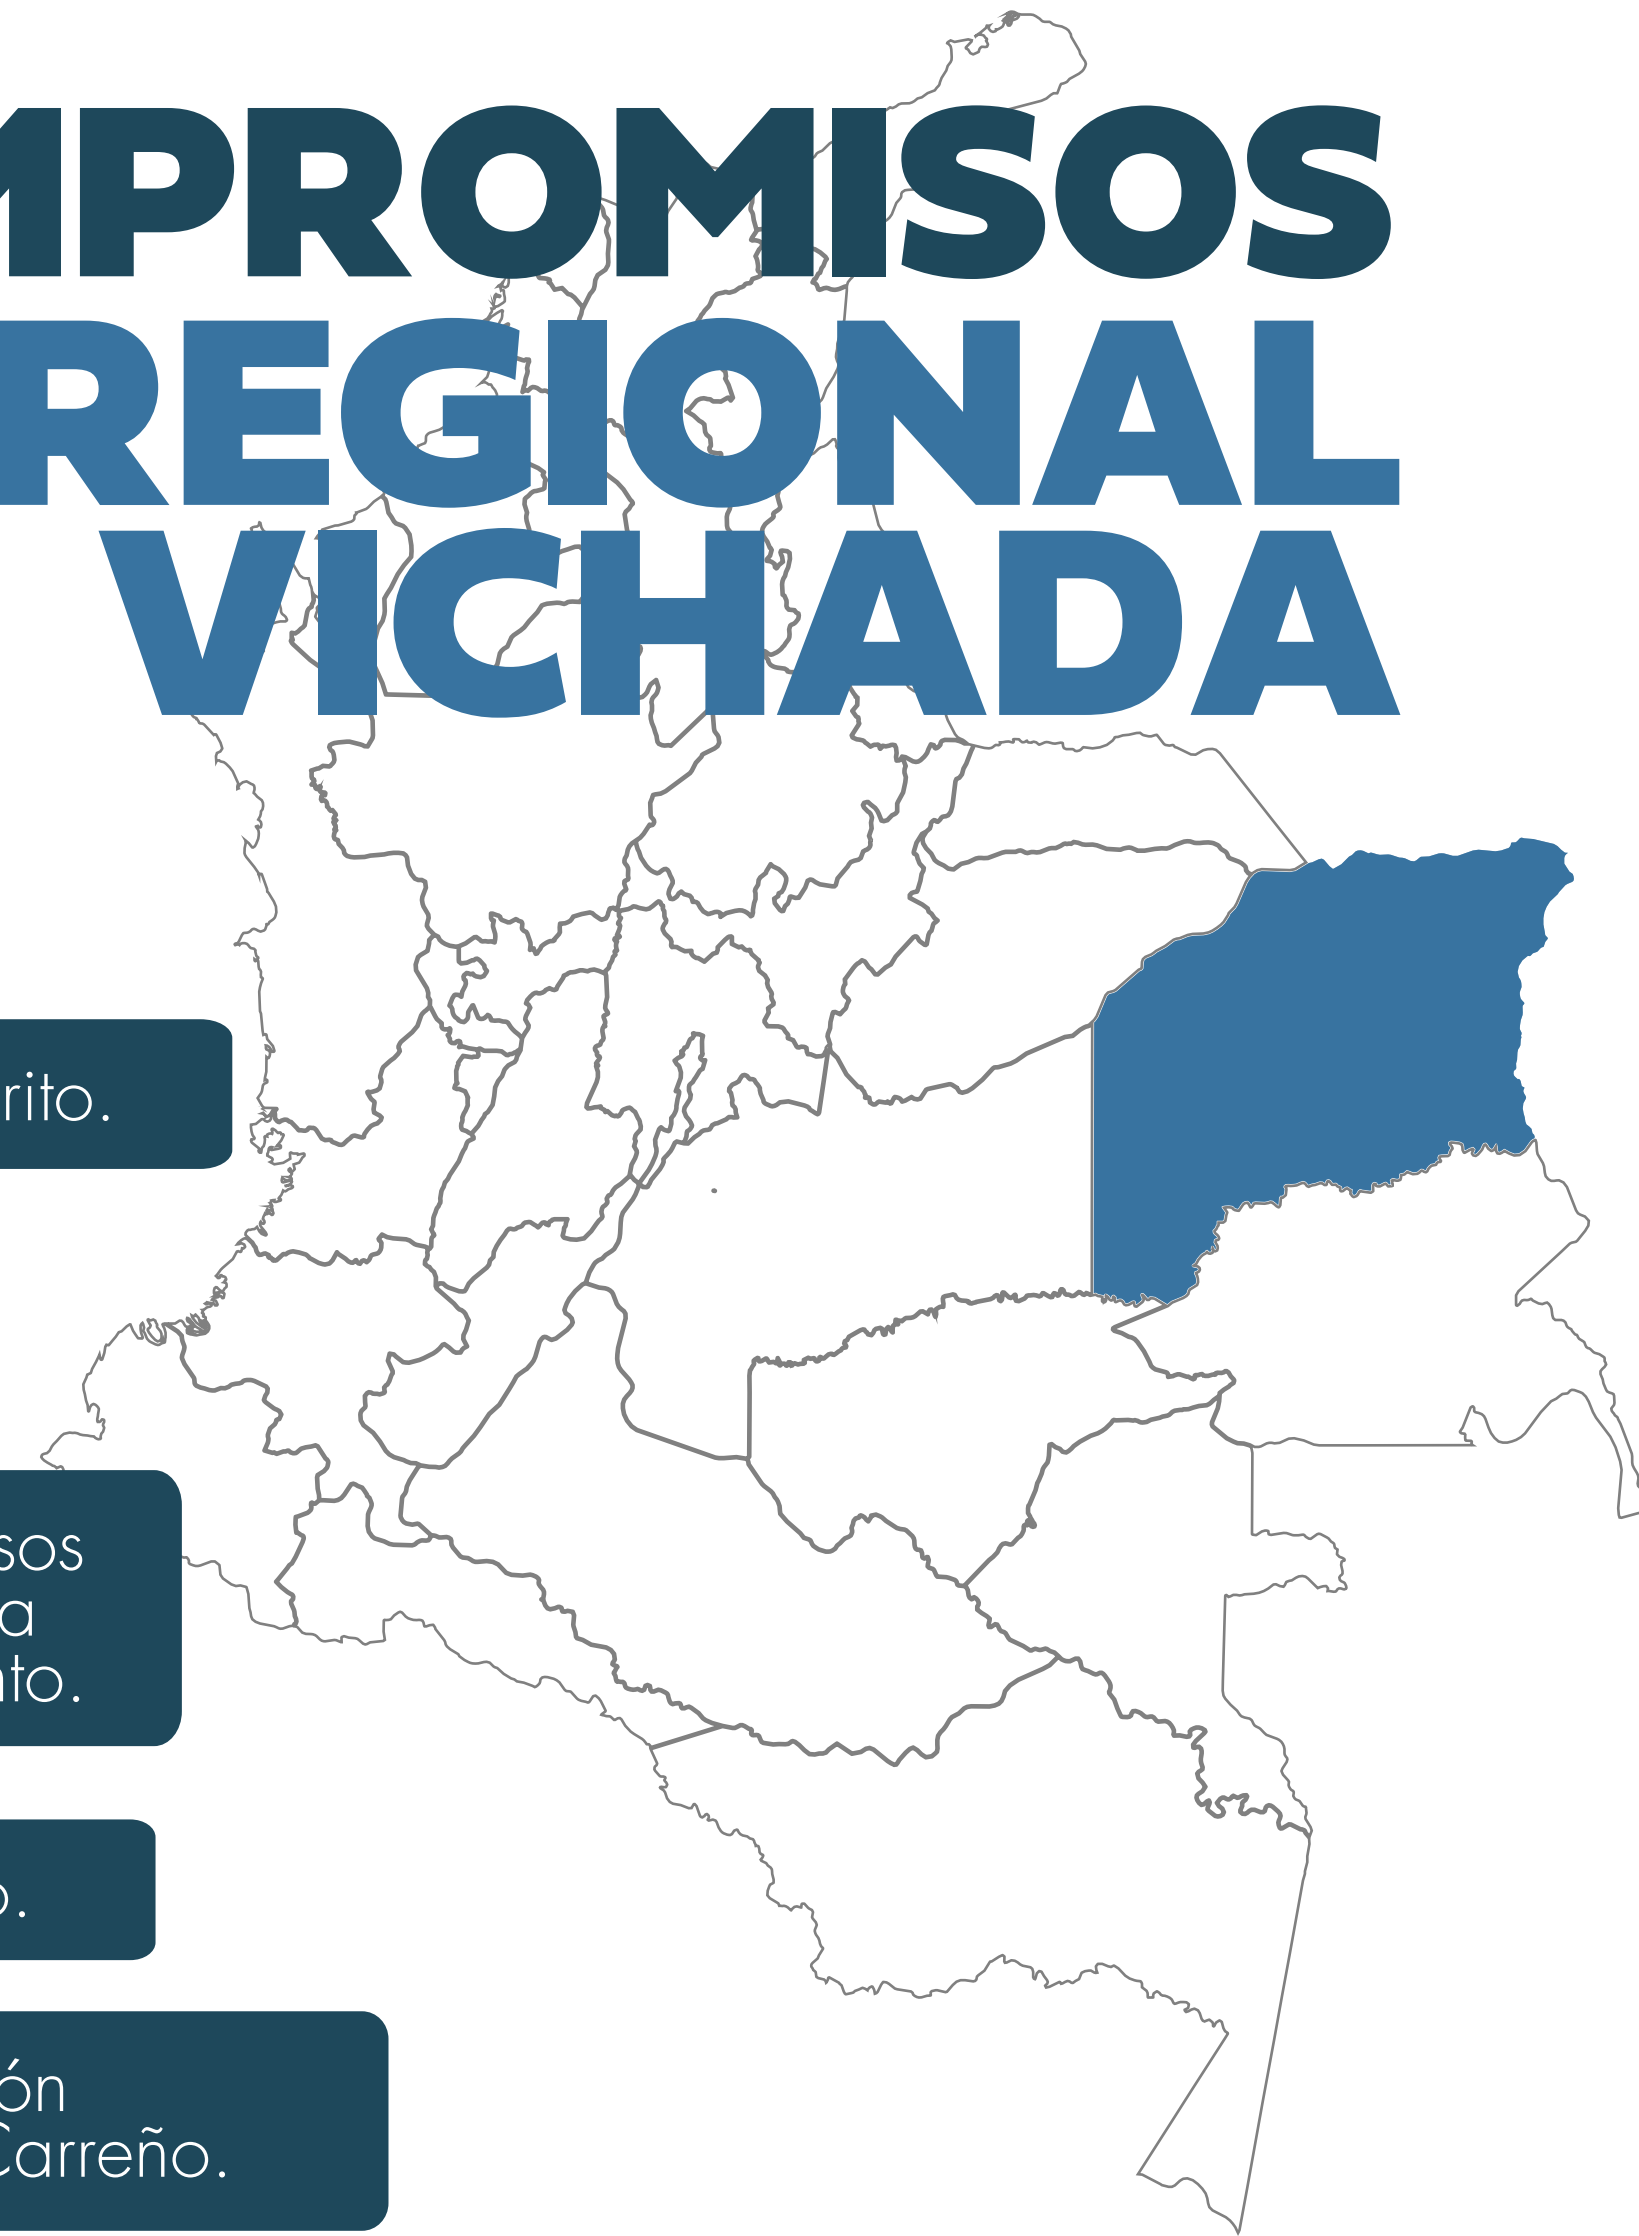 MPROMISOS
REGIONAL
VICHADA
rito.
sos
a
nto.
o.
ón
Carreño.